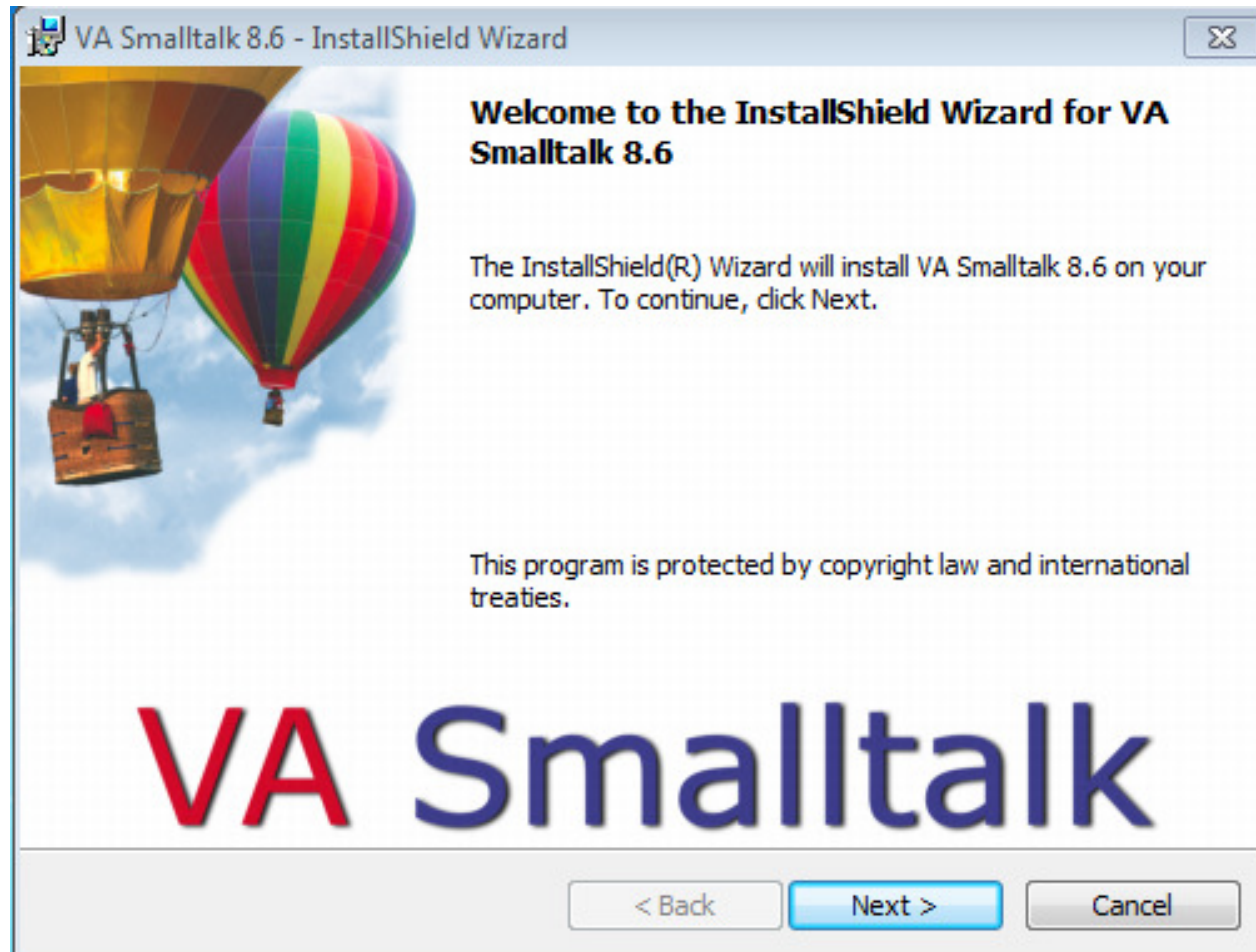 VA Smalltalk 8.6 - InstallShield Wizard
Welcome to the InstallShield Wizard for VA
Smalltalk 8.6
The InstallShield(R) Wizard will install VA Smalltalk 8.6 on your
computer. To continue, click Next.
This program is protected by copyright law and international
treaties.
VA Smalltalk
< Back
Next >
Cancel